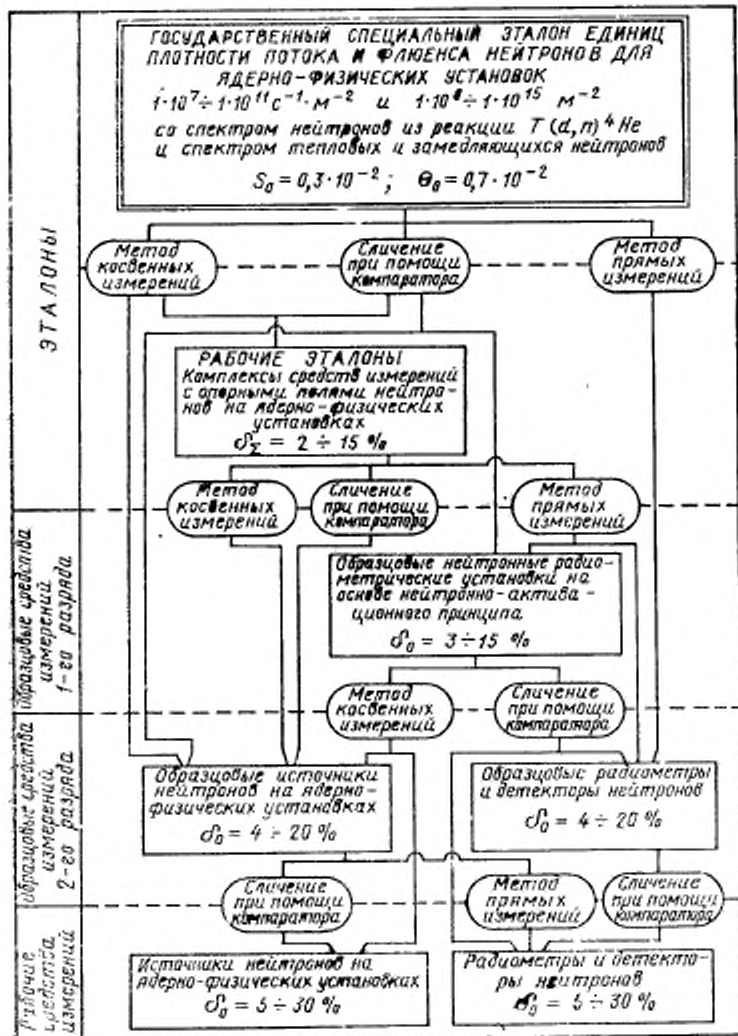 ГОСУДАРСТВЕННЫЙ СПЕЦИАЛЬНЫЙ ЭТАЛОН ЕДИНИЦ
ПЛОТНОСТИ ПОТОКА И ФЛЮЕНСА НЕЙТРОНОВ ДЛЯ
ЯДЕРНО-ФИЗИЧЕСКИХ УСТАНОВОК
1·10⁷÷1·10¹¹ с⁻¹·м⁻² и 1·10⁸÷1·10¹⁵ м⁻²
со спектром нейтронов из реакции T(d,n)⁴He
и спектром тепловых и замедляющихся нейтронов
S₀ = 0,3·10⁻²; Θ₀ = 0,7·10⁻²
ЭТАЛОНЫ
Метод
косвенных
измерений
Сличение
при помощи
компаратора
Метод
прямых
измерений
РАБОЧИЕ ЭТАЛОНЫ
Комплексы средств измерений
с опорными полями нейтро-
нов на ядерно-физических
установках
δ_Σ = 2 ÷ 15 %
Метод
косвенных
измерений
Сличение
при помощи
компаратора
Метод
прямых
измерений
Образцовые средства
измерений
1-го разряда
Образцовые нейтронные радио-
метрические установки на
основе нейтронно-актива-
ционного принципа
δ₀ = 3÷15 %
Метод
косвенных
измерений
Сличение
при помощи
компаратора
Образцовые средства
измерений
2-го разряда
Образцовые источники
нейтронов на ядерно-
физических установках
δ₀ = 4 ÷ 20 %
Образцовые радиометры
и детекторы нейтронов
δ₀ = 4 ÷ 20 %
Сличение
при помощи
компаратора
Метод
прямых
измерений
Сличение
при помощи
компаратора
Рабочие
средства
измерений
Источники нейтронов на
ядерно-физических установках
δ₀ = 5 ÷ 30 %
Радиометры и детекто-
ры нейтронов
δ₀ = 5 ÷ 30 %